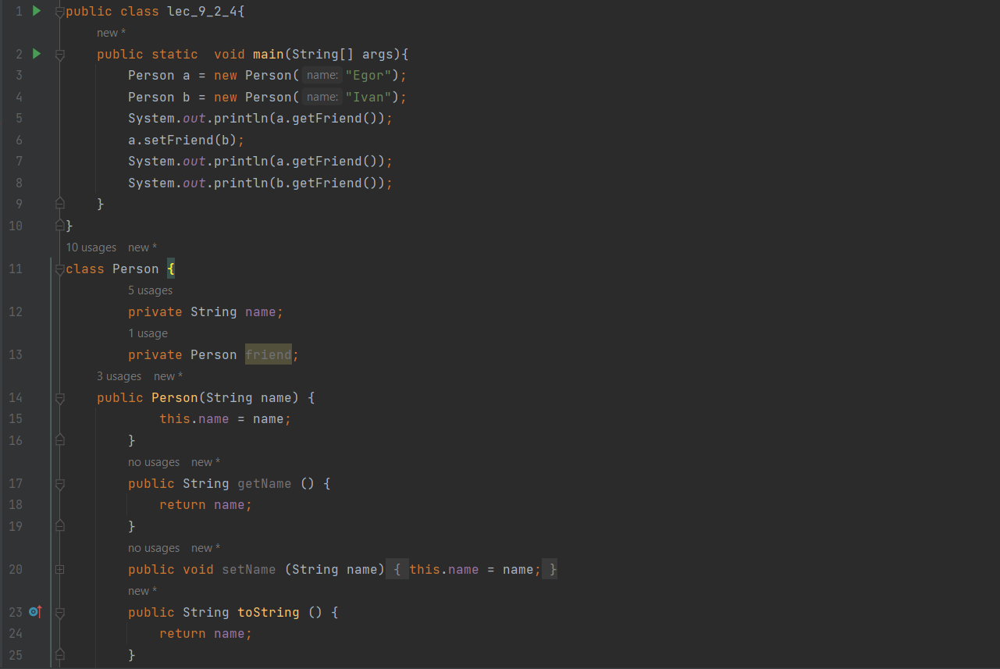 1 public class lec_9_2_4{
new *
2 public static  void main(String[] args){
3 Person a = new Person( name: "Egor");
4 Person b = new Person( name: "Ivan");
5 System.out.println(a.getFriend());
6 a.setFriend(b);
7 System.out.println(a.getFriend());
8 System.out.println(b.getFriend());
9 }
10 }
10 usages new *
11 class Person {
5 usages
12 private String name;
1 usage
13 private Person friend;
3 usages new *
14 public Person(String name) {
15 this.name = name;
16 }
no usages new *
17 public String getName () {
18 return name;
19 }
no usages new *
20 public void setName (String name) { this.name = name; }
new *
23 public String toString () {
24 return name;
25 }